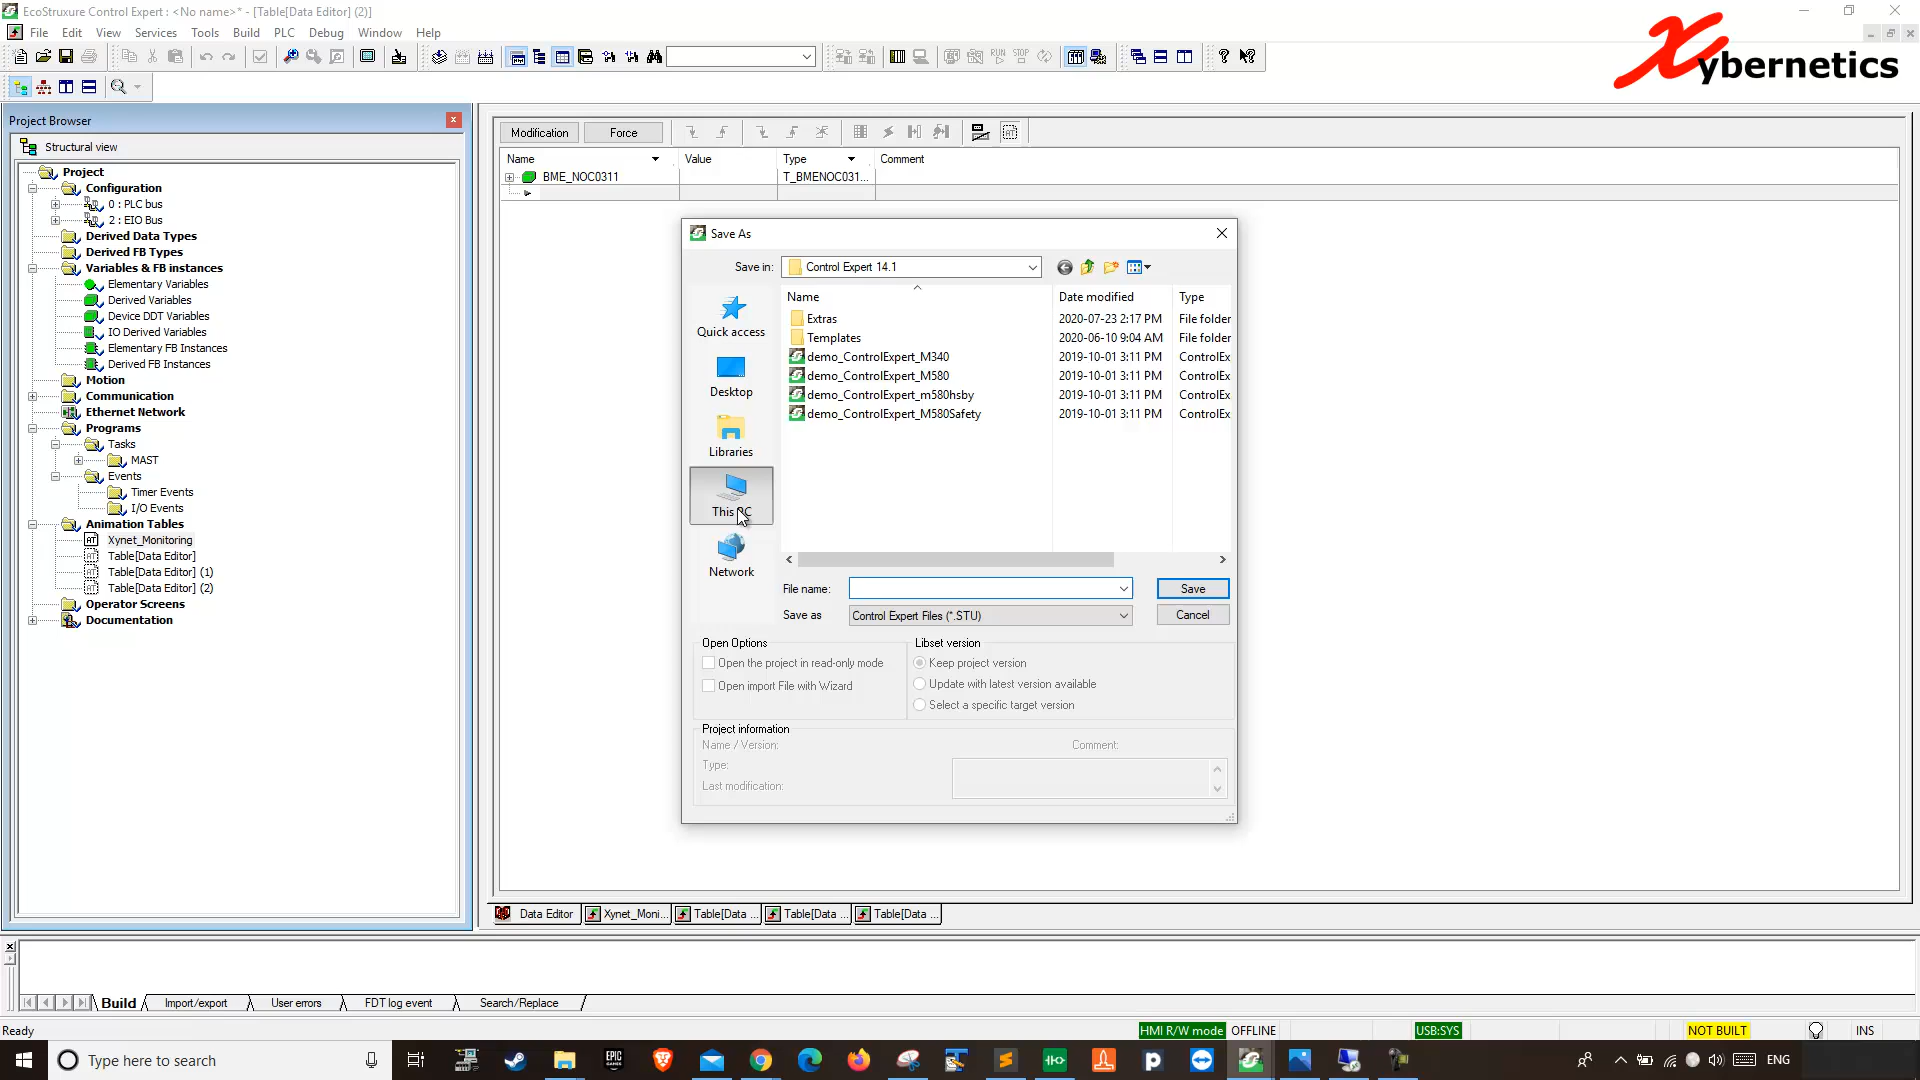 EcoStruxure Control Expert : <No name>* - [Table[Data Editor] (2)]
File Edit View Services Tools Build PLC Debug Window Help
Xybernetics
Project Browser
Structural view
Project
Configuration
0 : PLC bus
2 : EIO Bus
Derived Data Types
Derived FB Types
Variables & FB instances
Elementary Variables
Derived Variables
Device DDT Variables
IO Derived Variables
Elementary FB Instances
Derived FB Instances
Motion
Communication
Ethernet Network
Programs
Tasks
MAST
Events
Timer Events
I/O Events
Animation Tables
Xynet_Monitoring
Table[Data Editor]
Table[Data Editor] (1)
Table[Data Editor] (2)
Operator Screens
Documentation
Modification Force
Name Value Type Comment
BME_NOC0311 T_BMENOC031...
Save As
Save in: Control Expert 14.1
Quick access
Desktop
Libraries
This PC
Network
Name Date modified Type
Extras 2020-07-23 2:17 PM File folder
Templates 2020-06-10 9:04 AM File folder
demo_ControlExpert_M340 2019-10-01 3:11 PM ControlEx
demo_ControlExpert_M580 2019-10-01 3:11 PM ControlEx
demo_ControlExpert_m580hsby 2019-10-01 3:11 PM ControlEx
demo_ControlExpert_M580Safety 2019-10-01 3:11 PM ControlEx
File name: Save
Save as Control Expert Files (*.STU) Cancel
Open Options
Open the project in read-only mode
Open import File with Wizard
Libset version
Keep project version
Update with latest version available
Select a specific target version
Project information
Name / Version: Comment:
Type:
Last modification:
Data Editor Xynet_Moni... Table[Data ... Table[Data ... Table[Data ...
Build Import/export User errors FDT log event Search/Replace
Ready HMI R/W mode OFFLINE USB:SYS NOT BUILT INS
Type here to search ENG